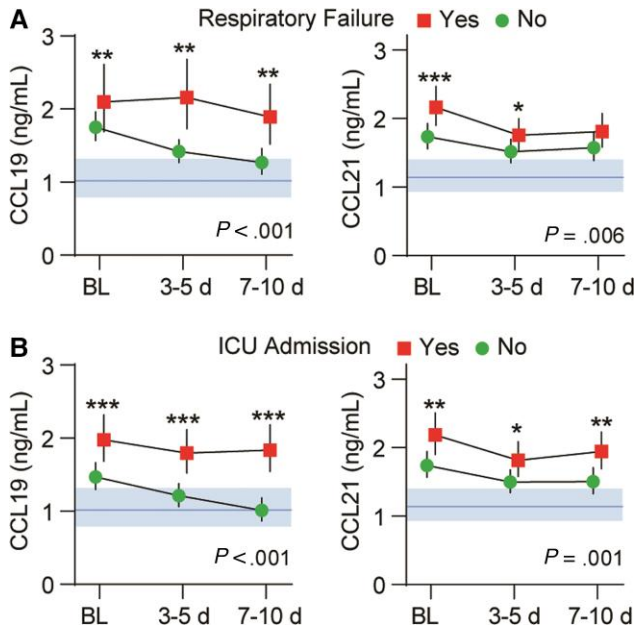 A
Respiratory Failure Yes No
CCL19 (ng/mL)
3
2
1
0
** ** **
P < .001
BL 3-5 d 7-10 d
CCL21 (ng/mL)
3
2
1
0
*** *
P = .006
BL 3-5 d 7-10 d
B
ICU Admission Yes No
CCL19 (ng/mL)
3
2
1
0
*** *** ***
P < .001
BL 3-5 d 7-10 d
CCL21 (ng/mL)
3
2
1
0
** * **
P = .001
BL 3-5 d 7-10 d